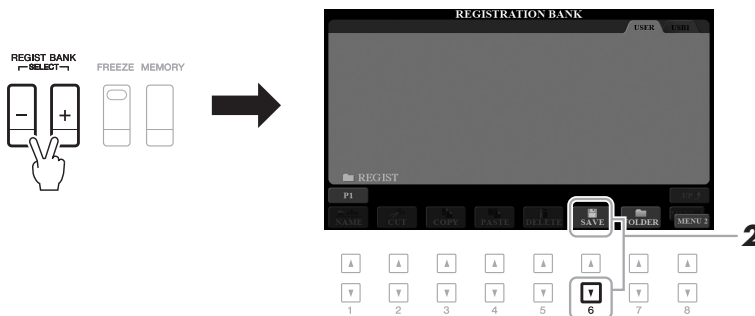 REGIST BANK
SELECT
FREEZE MEMORY
− +
REGISTRATION BANK
USER USB1
REGIST
P1 UP
NAME CUT COPY PASTE DELETE SAVE FOLDER MENU 2
2
1 2 3 4 5 6 7 8